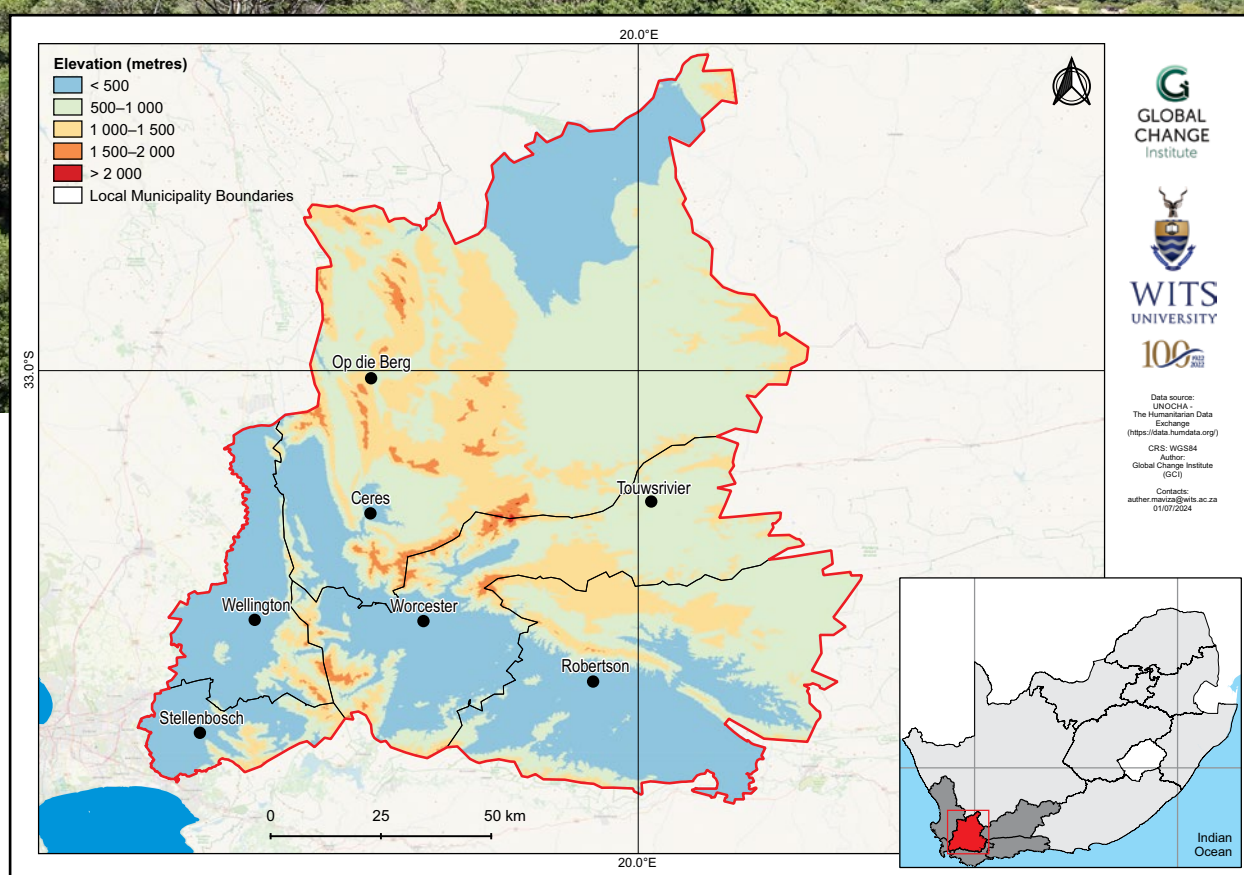 20.0°E
Elevation (metres)
< 500
500–1 000
1 000–1 500
1 500–2 000
> 2 000
Local Municipality Boundaries
33.0°S
Op die Berg
Ceres
Touwsrivier
Wellington
Worcester
Robertson
Stellenbosch
0 25 50 km
20.0°E
GLOBAL
CHANGE
Institute
WITS
UNIVERSITY
100 1922
2022
Data source:
UNOCHA -
The Humanitarian Data
Exchange
(https://data.humdata.org/)
CRS: WGS84
Author:
Global Change Institute
(GCI)
Contacts:
auther.maviza@wits.ac.za
01/07/2024
Indian
Ocean